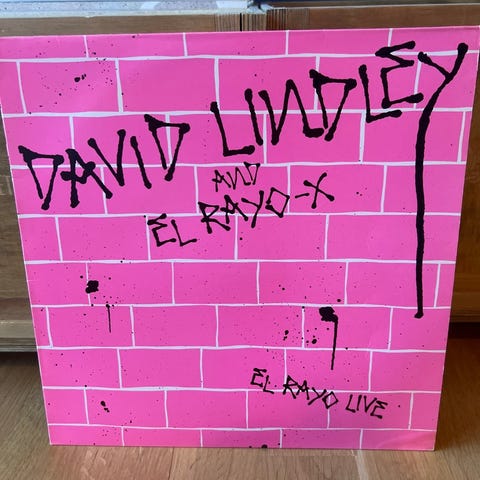 DAVID LINDLEY
AND
EL RAYO-X
EL RAYO LIVE